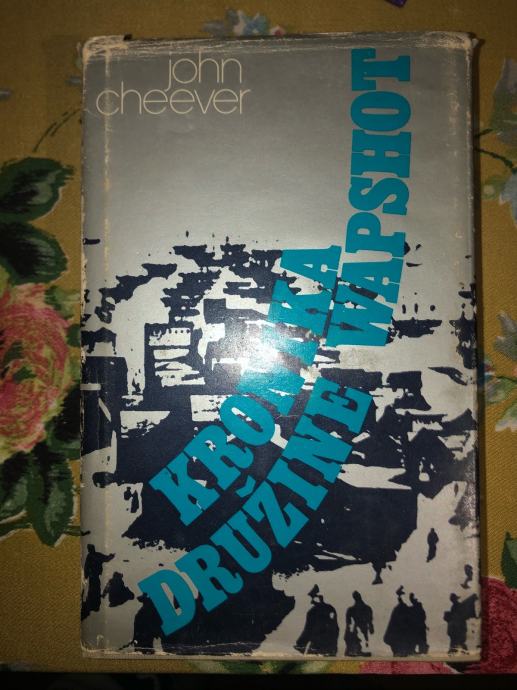 john
cheever
KRONIKA
DRUŽINE WAPSHOT